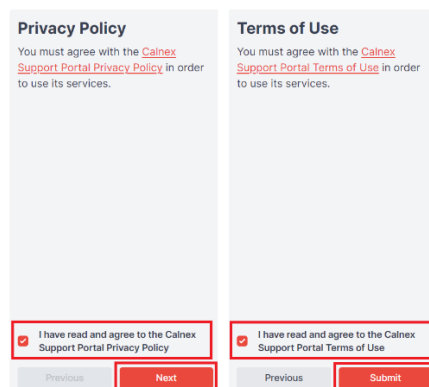 Privacy Policy
You must agree with the Calnex
Support Portal Privacy Policy in order
to use its services.
I have read and agree to the Calnex
Support Portal Privacy Policy
Previous
Next
Terms of Use
You must agree with the Calnex
Support Portal Terms of Use in order
to use its services.
I have read and agree to the Calnex
Support Portal Terms of Use
Previous
Submit